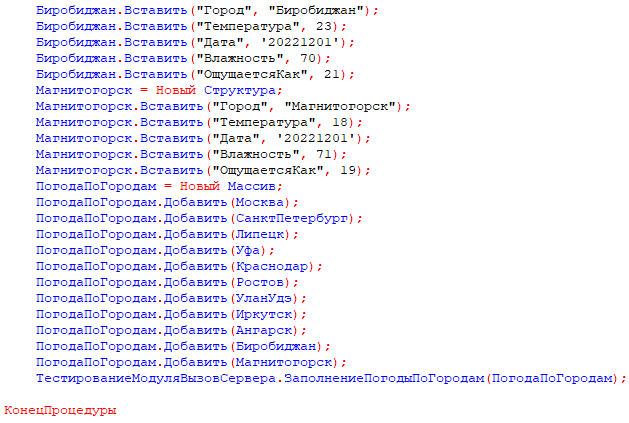 Биробиджан.Вставить("Город", "Биробиджан");
Биробиджан.Вставить("Температура", 23);
Биробиджан.Вставить("Дата", '20221201');
Биробиджан.Вставить("Влажность", 70);
Биробиджан.Вставить("ОщущаетсяКак", 21);
Магнитогорск = Новый Структура;
Магнитогорск.Вставить("Город", "Магнитогорск");
Магнитогорск.Вставить("Температура", 18);
Магнитогорск.Вставить("Дата", '20221201');
Магнитогорск.Вставить("Влажность", 71);
Магнитогорск.Вставить("ОщущаетсяКак", 19);
ПогодаПоГородам = Новый Массив;
ПогодаПоГородам.Добавить(Москва);
ПогодаПоГородам.Добавить(СанктПетербург);
ПогодаПоГородам.Добавить(Липецк);
ПогодаПоГородам.Добавить(Уфа);
ПогодаПоГородам.Добавить(Краснодар);
ПогодаПоГородам.Добавить(Ростов);
ПогодаПоГородам.Добавить(УланУдэ);
ПогодаПоГородам.Добавить(Иркутск);
ПогодаПоГородам.Добавить(Ангарск);
ПогодаПоГородам.Добавить(Биробиджан);
ПогодаПоГородам.Добавить(Магнитогорск);
ТестированиеМодуляВызовСервера.ЗаполнениеПогодыПоГородам(ПогодаПоГородам);
КонецПроцедуры